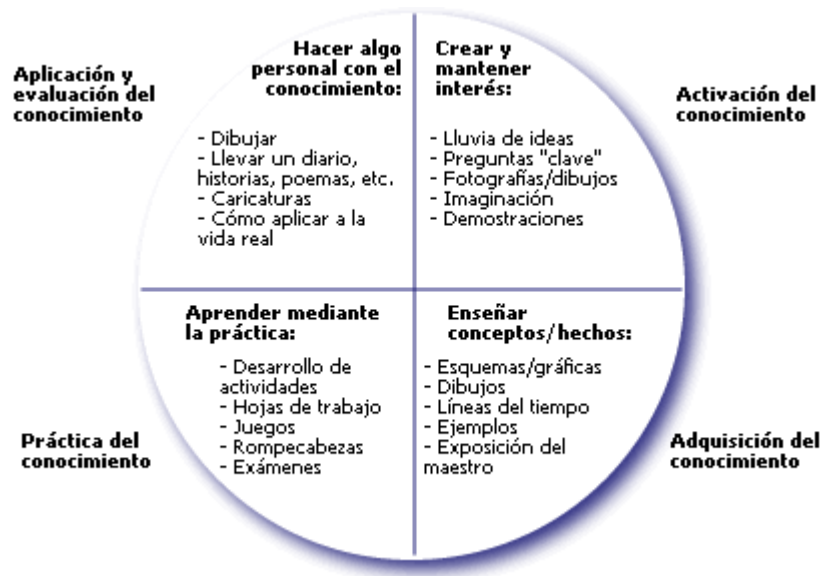 Aplicación y
evaluación del
conocimiento
Hacer algo
personal con el
conocimiento:
- Dibujar
- Llevar un diario,
historias, poemas, etc.
- Caricaturas
- Cómo aplicar a la
vida real
Crear y
mantener
interés:
- Lluvia de ideas
- Preguntas "clave"
- Fotografías/dibujos
- Imaginación
- Demostraciones
Activación del
conocimiento
Práctica del
conocimiento
Aprender mediante
la práctica:
- Desarrollo de
actividades
- Hojas de trabajo
- Juegos
- Rompecabezas
- Exámenes
Enseñar
conceptos/hechos:
- Esquemas/gráficas
- Dibujos
- Líneas del tiempo
- Ejemplos
- Exposición del
maestro
Adquisición del
conocimiento